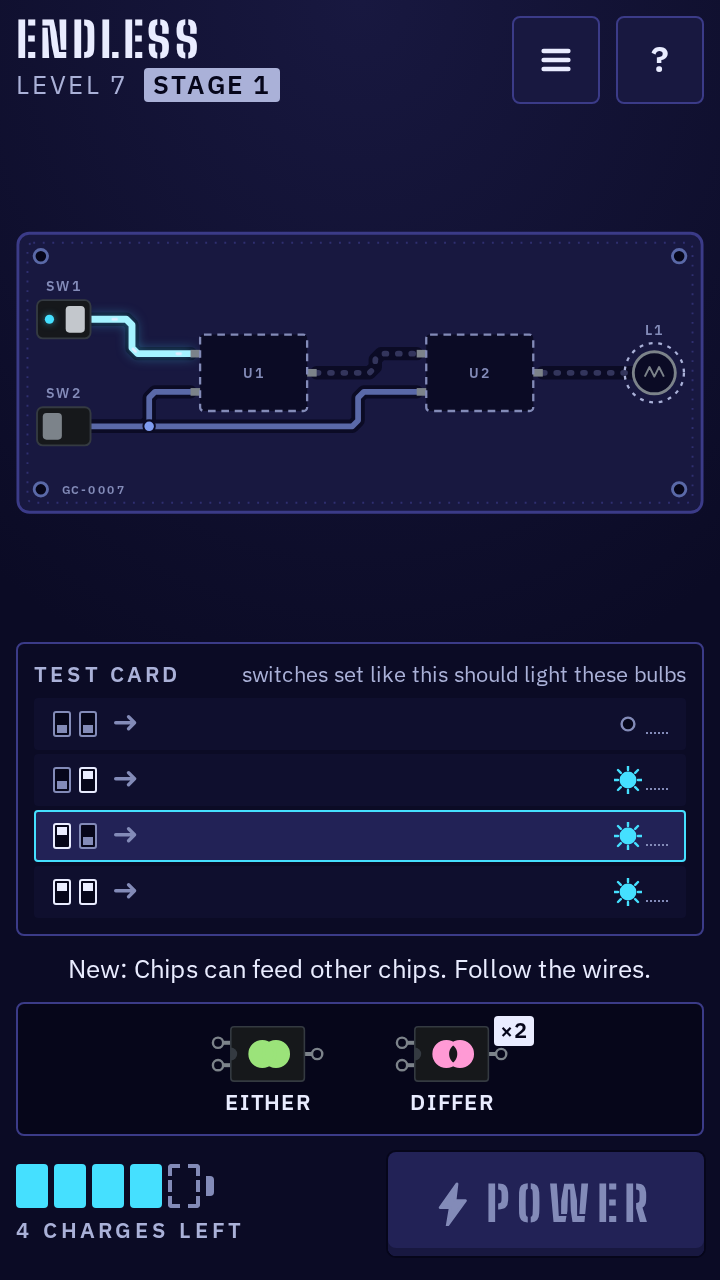 ENDLESS
LEVEL 7 STAGE 1
?
SW1
L1
U1 U2
SW2
GC-0007
TEST CARD switches set like this should light these bulbs
New: Chips can feed other chips. Follow the wires.
×2
EITHER DIFFER
4 CHARGES LEFT
POWER